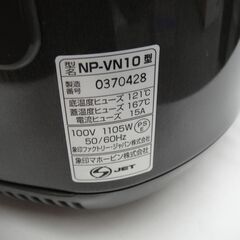 型名 NP-VN10 型
製造番号 0370428
底温度ヒューズ 121℃
蓋温度ヒューズ 167℃
電流ヒューズ 15A
100V 1105W PSE
50/60Hz
象印ファクトリー・ジャパン株式会社
象印マホービン株式会社
JET